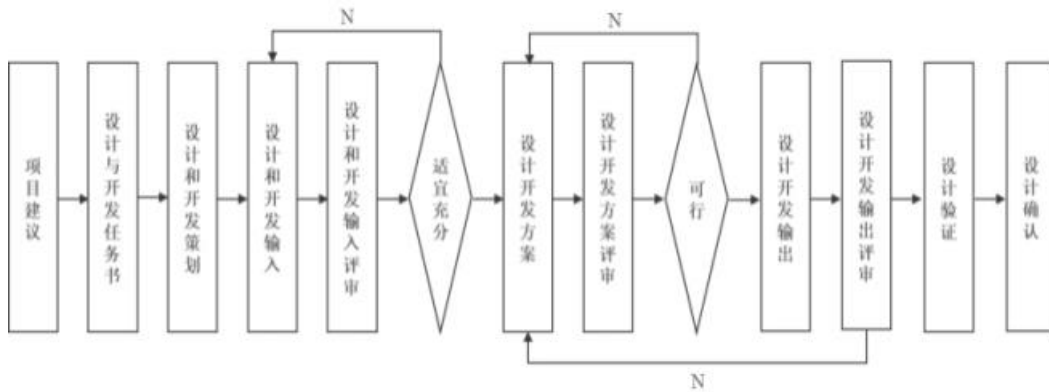 N
N
项目建议
设计与开发任务书
设计和开发策划
设计和开发输入
设计和开发输入评审
适宜充分
设计开发方案
设计开发方案评审
可行
设计开发输出
设计开发输出评审
设计验证
设计确认
N